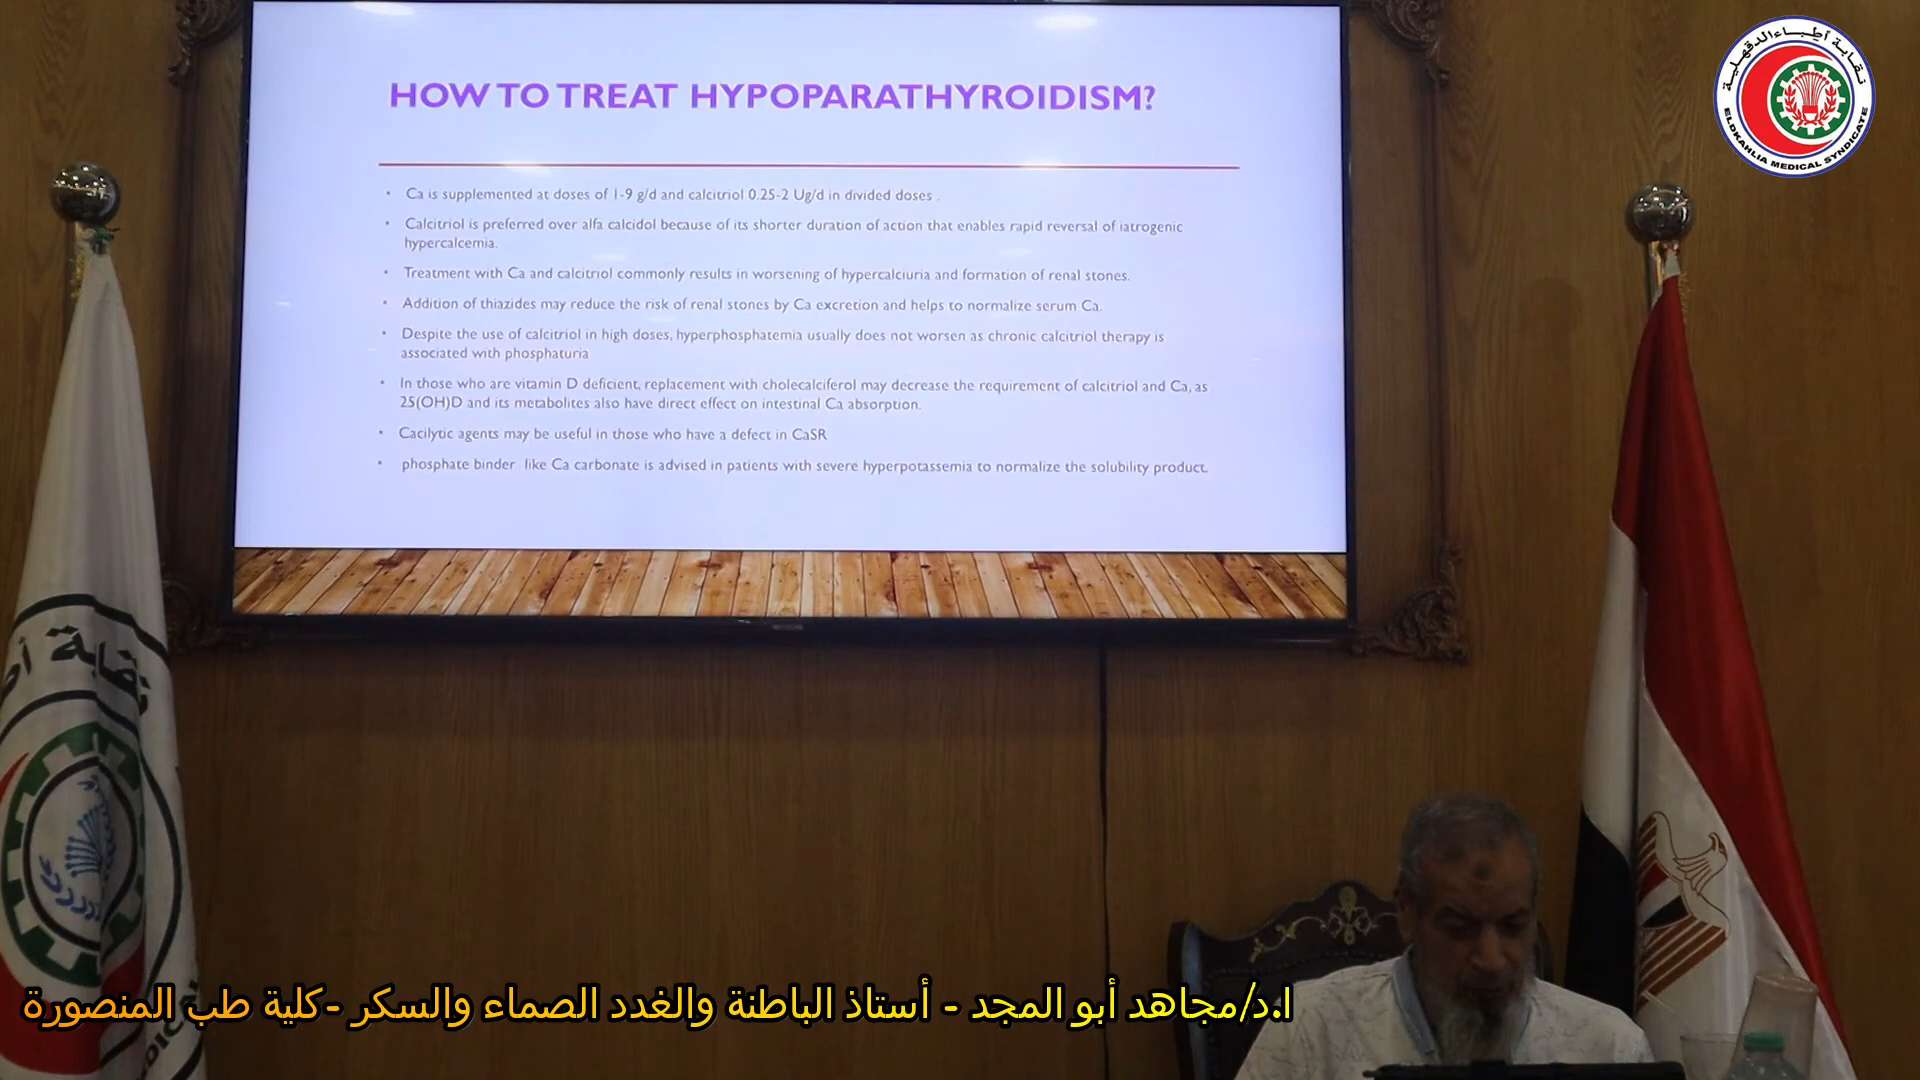 HOW TO TREAT HYPOPARATHYROIDISM?
• Ca is supplemented at doses of 1-9 g/d and calcitriol 0.25-2 Ug/d in divided doses .
• Calcitriol is preferred over alfa calcidol because of its shorter duration of action that enables rapid reversal of iatrogenic
hypercalcemia.
• Treatment with Ca and calcitriol commonly results in worsening of hypercalciuria and formation of renal stones.
• Addition of thiazides may reduce the risk of renal stones by Ca excretion and helps to normalize serum Ca.
• Despite the use of calcitriol in high doses, hyperphosphatemia usually does not worsen as chronic calcitriol therapy is
associated with phosphaturia
• In those who are vitamin D deficient, replacement with cholecalciferol may decrease the requirement of calcitriol and Ca, as
25(OH)D and its metabolites also have direct effect on intestinal Ca absorption.
• Cacilytic agents may be useful in those who have a defect in CaSR
• phosphate binder like Ca carbonate is advised in patients with severe hyperpotassemia to normalize the solubility product.
نقابة أطباء الدقهلية
ELDKAHLIA MEDICAL SYNDICATE
نقابة
ا.د/مجاهد أبو المجد - أستاذ الباطنة والغدد الصماء والسكر -كلية طب المنصورة